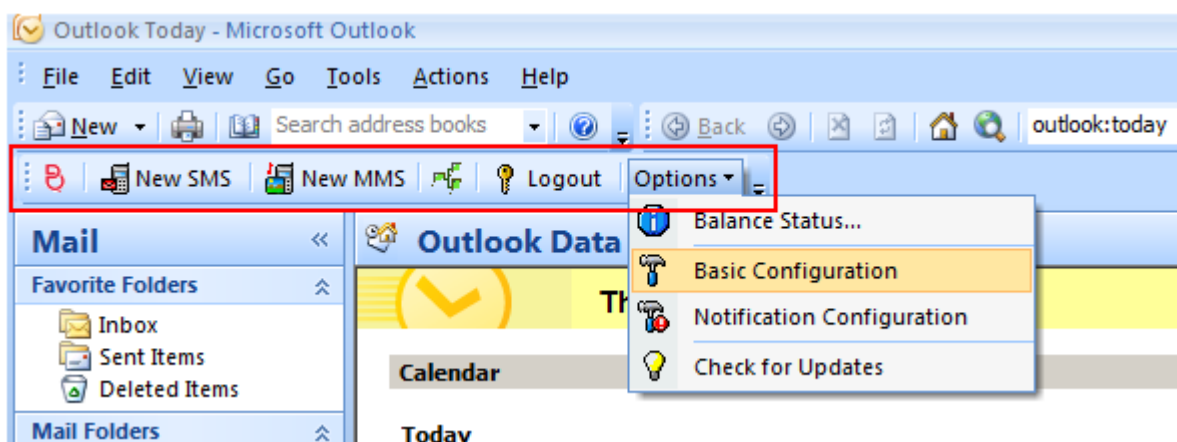 Outlook Today - Microsoft Outlook
File Edit View Go Tools Actions Help
New Search address books Back outlook:today
New SMS New MMS Logout Options
Balance Status...
Mail Outlook Data
Basic Configuration
Favorite Folders Th
Notification Configuration
Inbox
Sent Items
Check for Updates
Calendar
Deleted Items
Mail Folders Today